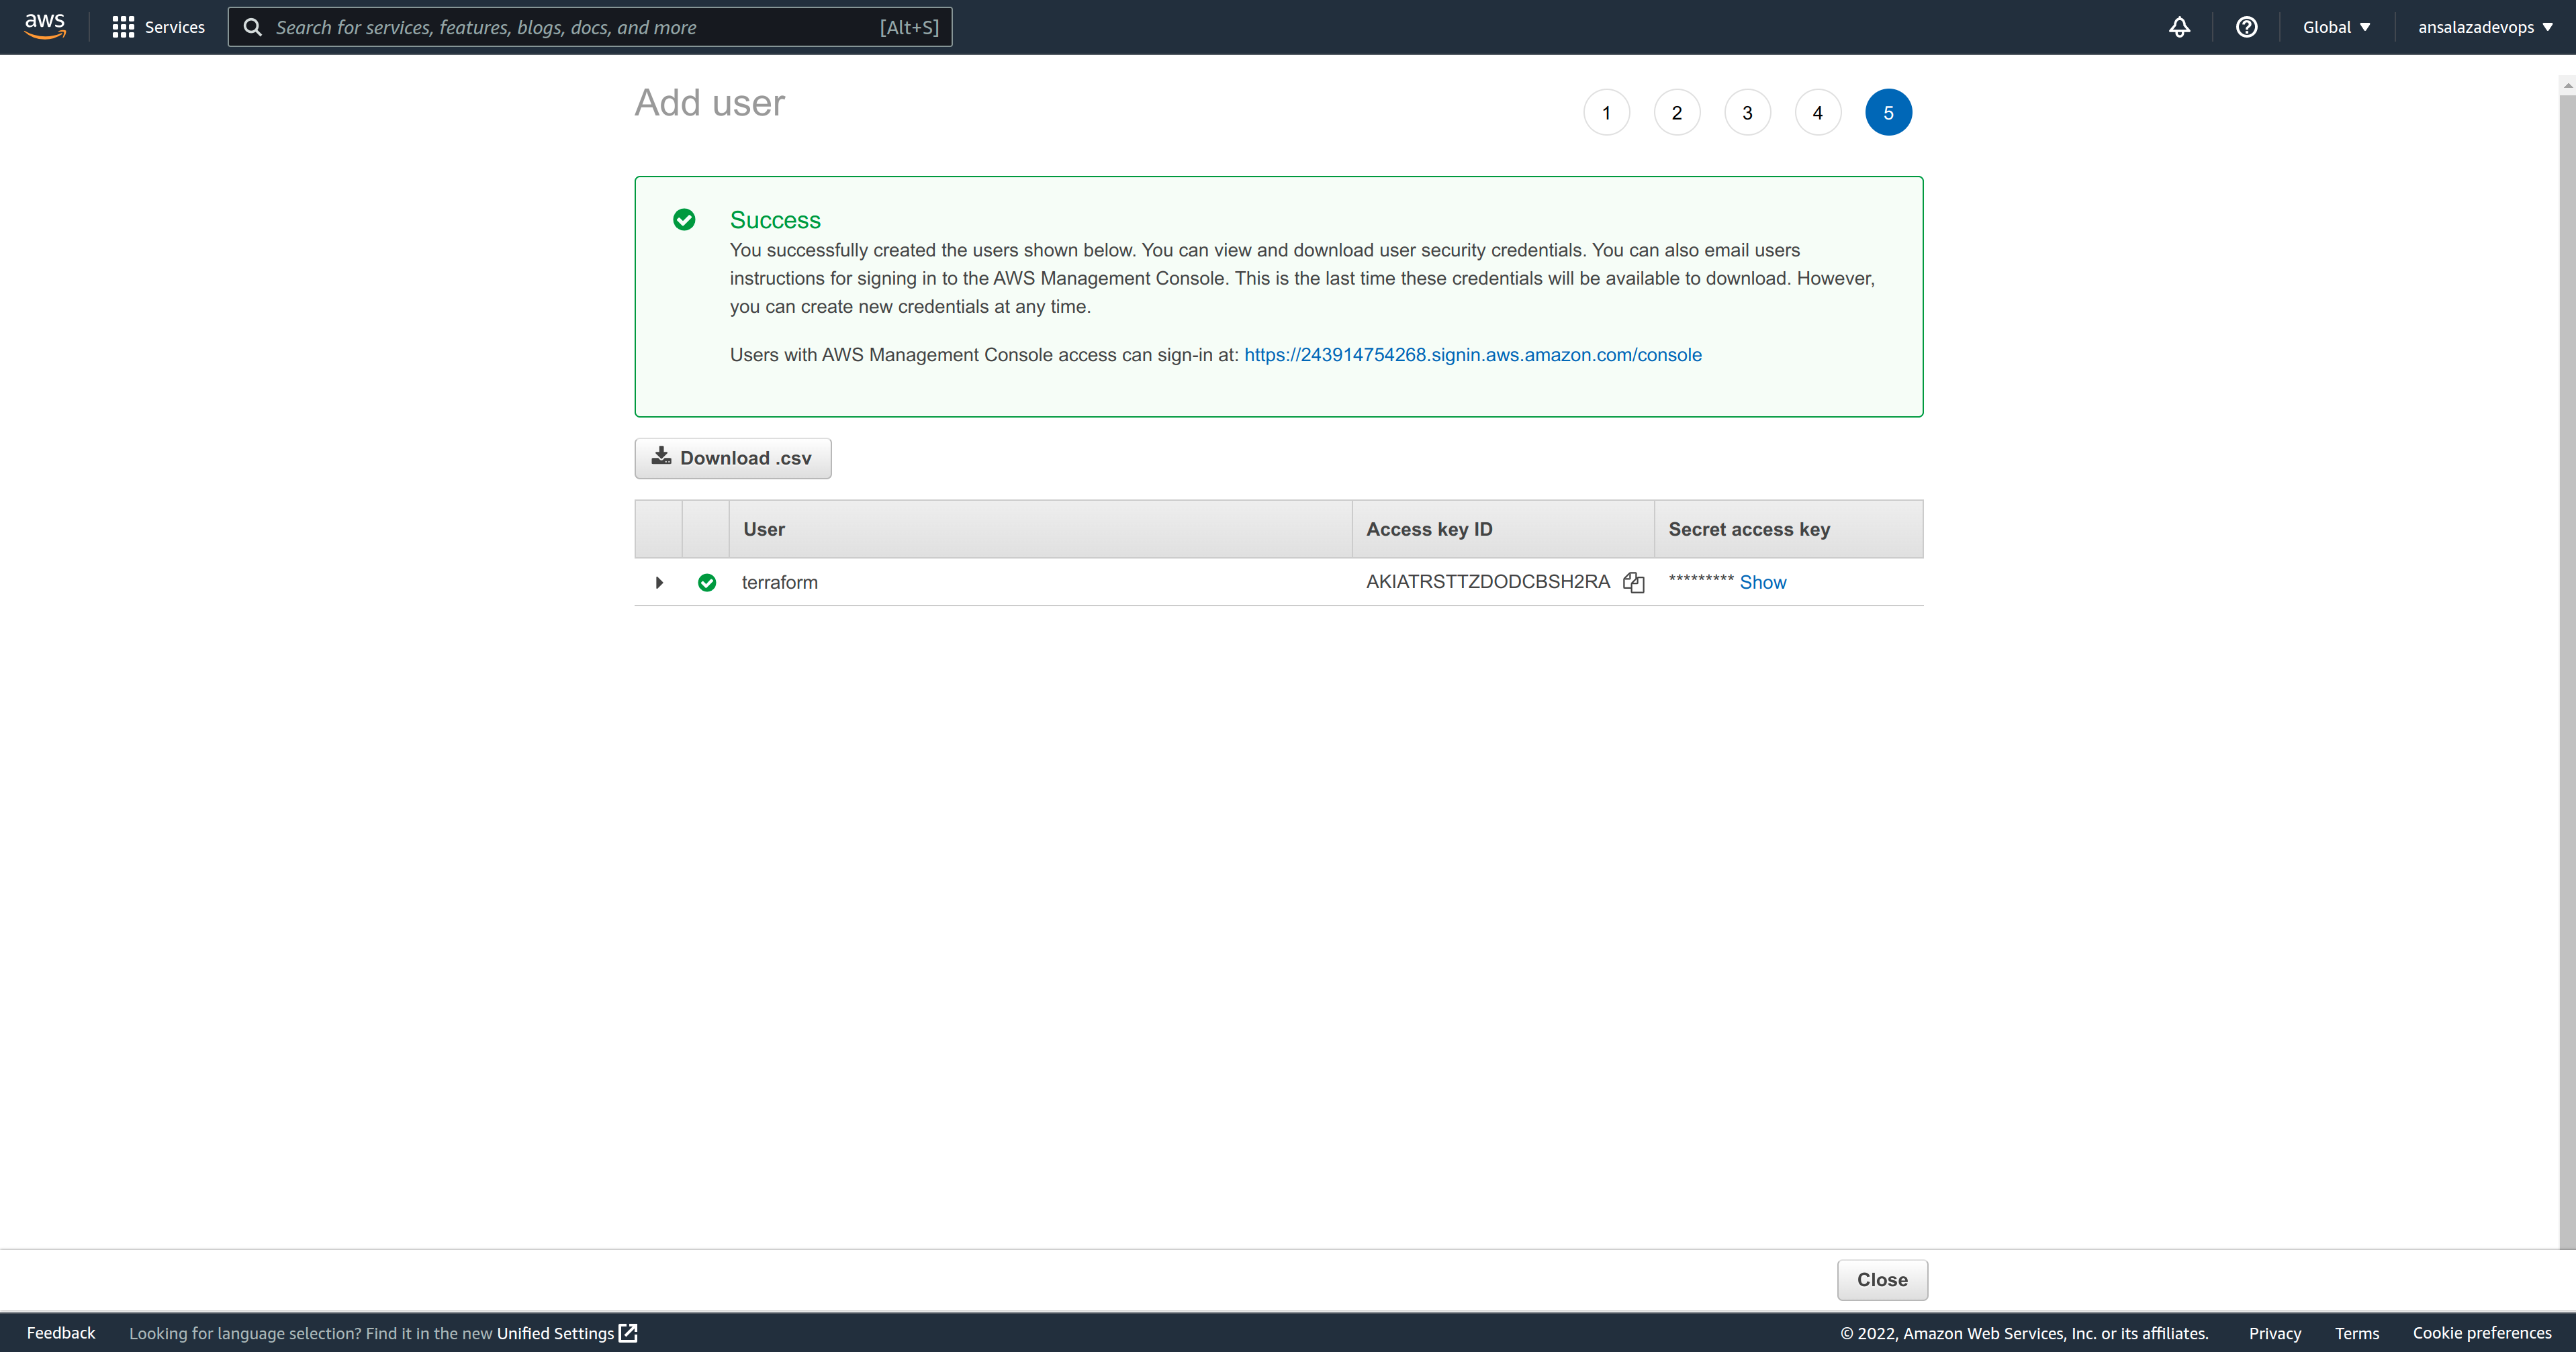 aws
Services
Search for services, features, blogs, docs, and more
[Alt+S]
Global
ansalazadevops
Add user
1
2
3
4
5
Success
You successfully created the users shown below. You can view and download user security credentials. You can also email users
instructions for signing in to the AWS Management Console. This is the last time these credentials will be available to download. However,
you can create new credentials at any time.
Users with AWS Management Console access can sign-in at: https://243914754268.signin.aws.amazon.com/console
Download .csv
User
Access key ID
Secret access key
terraform
AKIATRSTTZDODCBSH2RA
********* Show
Close
Feedback
Looking for language selection? Find it in the new Unified Settings
© 2022, Amazon Web Services, Inc. or its affiliates.
Privacy
Terms
Cookie preferences